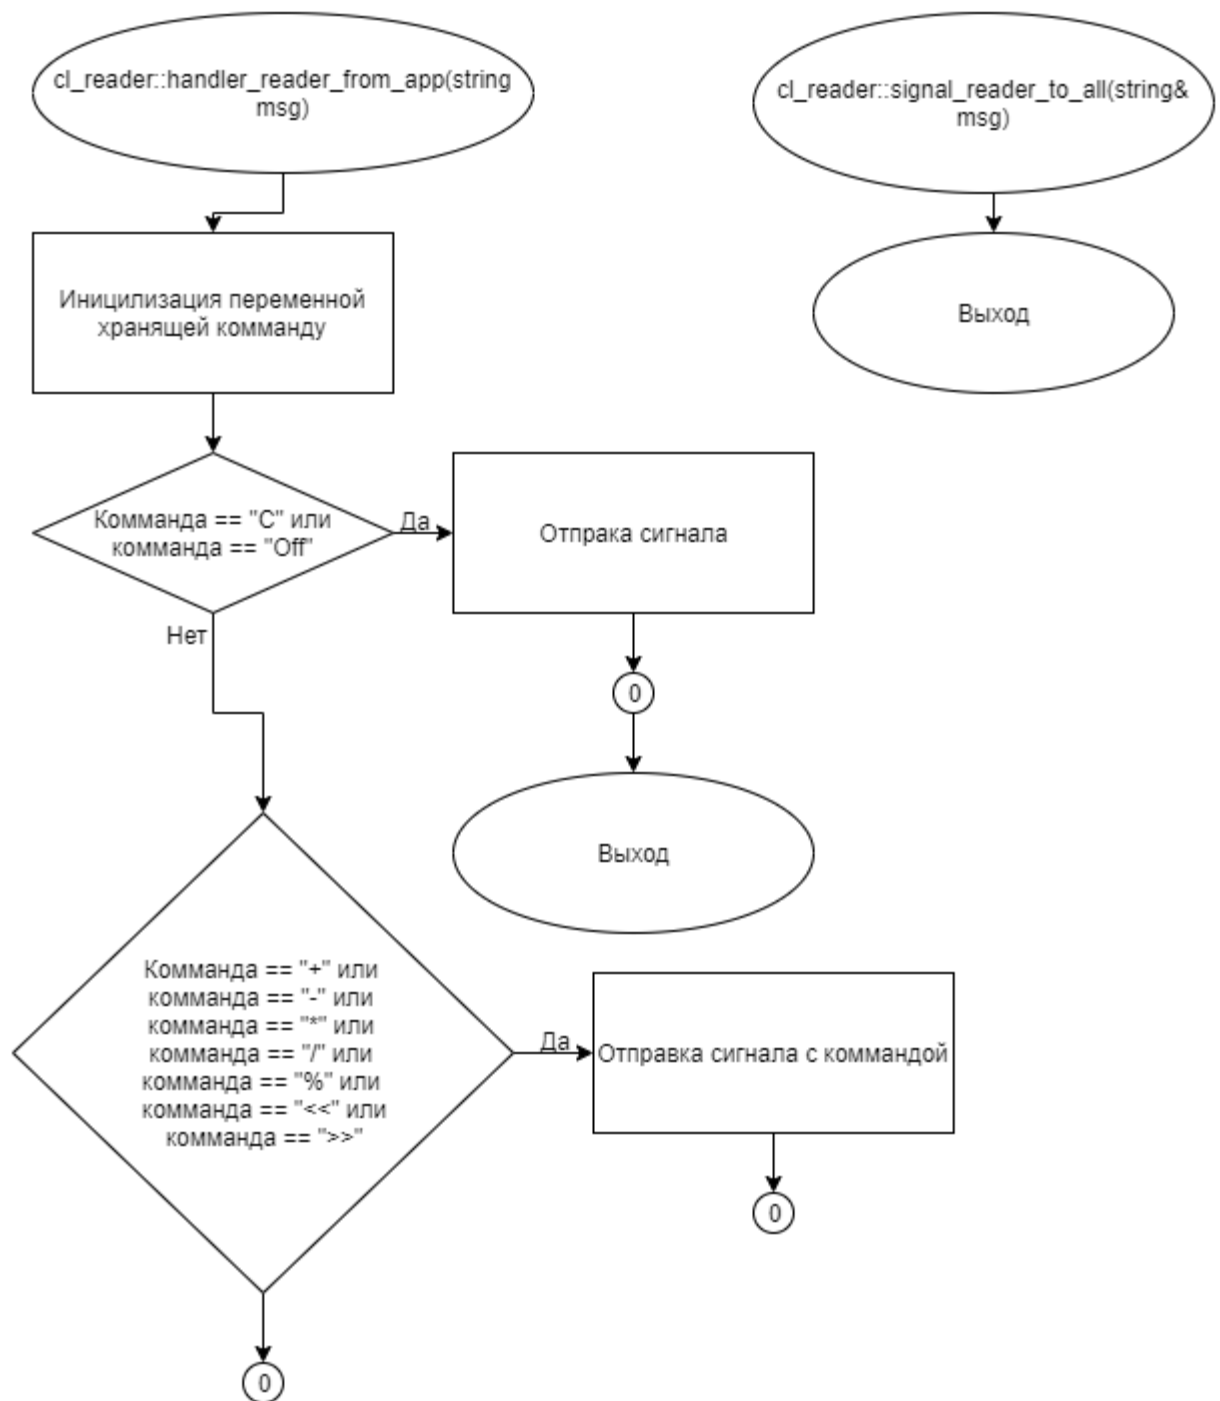 cl_reader::handler_reader_from_app(string
msg)
cl_reader::signal_reader_to_all(string&
msg)
Иницилизация переменной
хранящей комманду
Выход
Комманда == "C" или
комманда == "Off"
Да
Отпрака сигнала
Нет
0
Выход
Комманда == "+" или
комманда == "-" или
комманда == "*" или
комманда == "/" или
комманда == "%" или
комманда == "<<" или
комманда == ">>"
Да
Отправка сигнала с коммандой
0
0